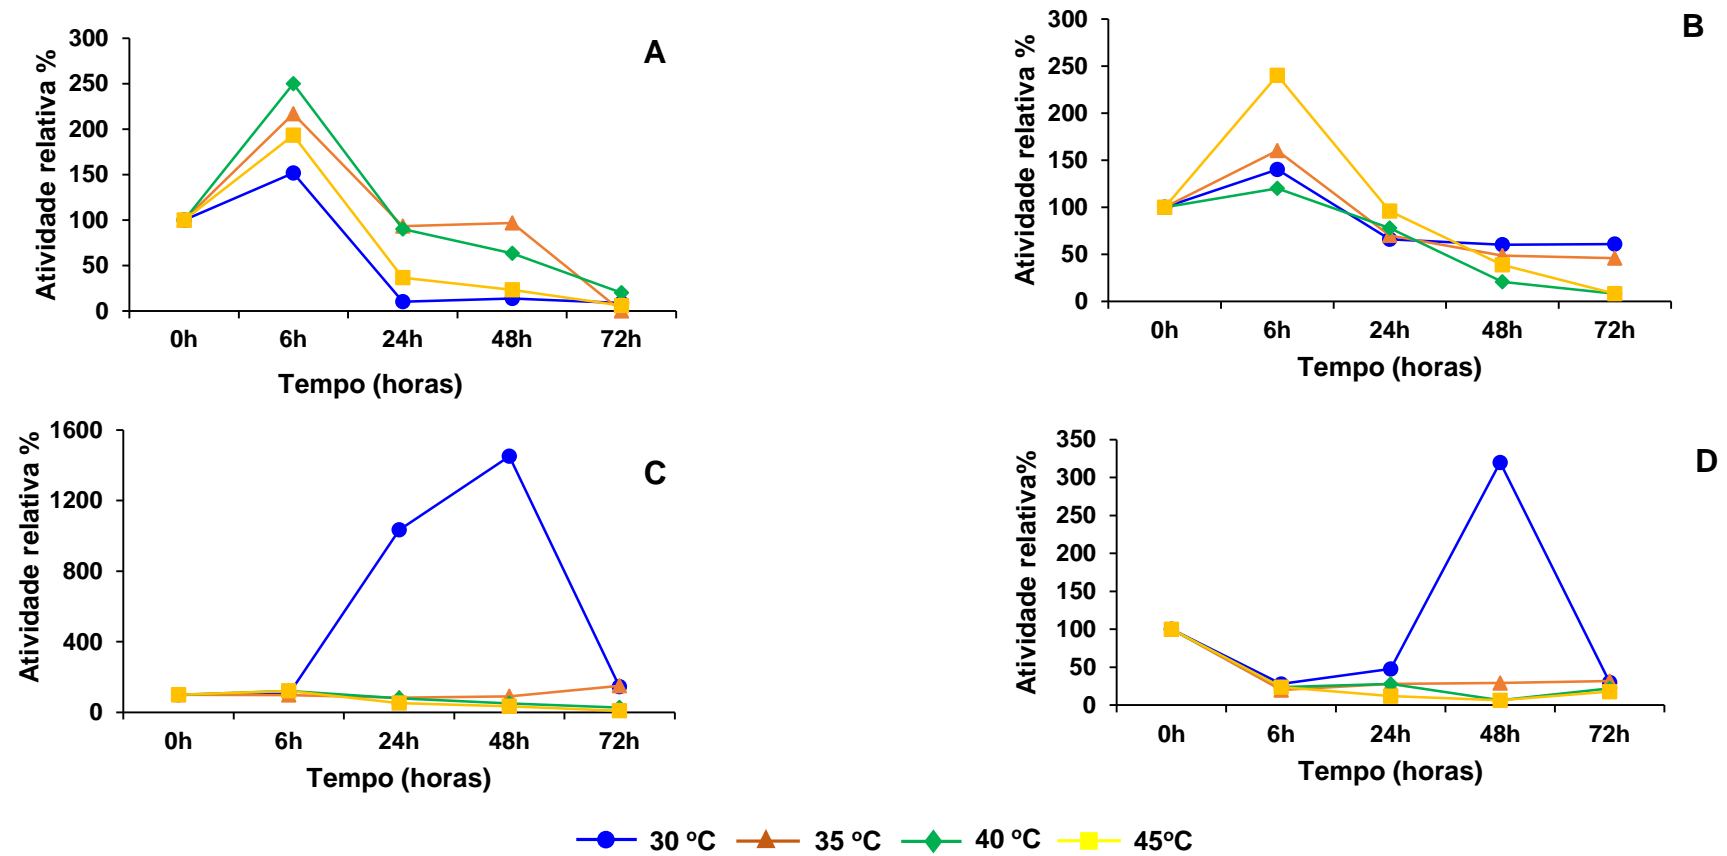 A
Atividade relativa %
300
250
200
150
100
50
0
0h 6h 24h 48h 72h
Tempo (horas)
B
Atividade relativa %
300
250
200
150
100
50
0
0h 6h 24h 48h 72h
Tempo (horas)
C
Atividade relativa %
1600
1200
800
400
0
0h 6h 24h 48h 72h
Tempo (horas)
D
Atividade relativa%
350
300
250
200
150
100
50
0
0h 6h 24h 48h 72h
Tempo (horas)
30 ºC 35 ºC 40 ºC 45ºC